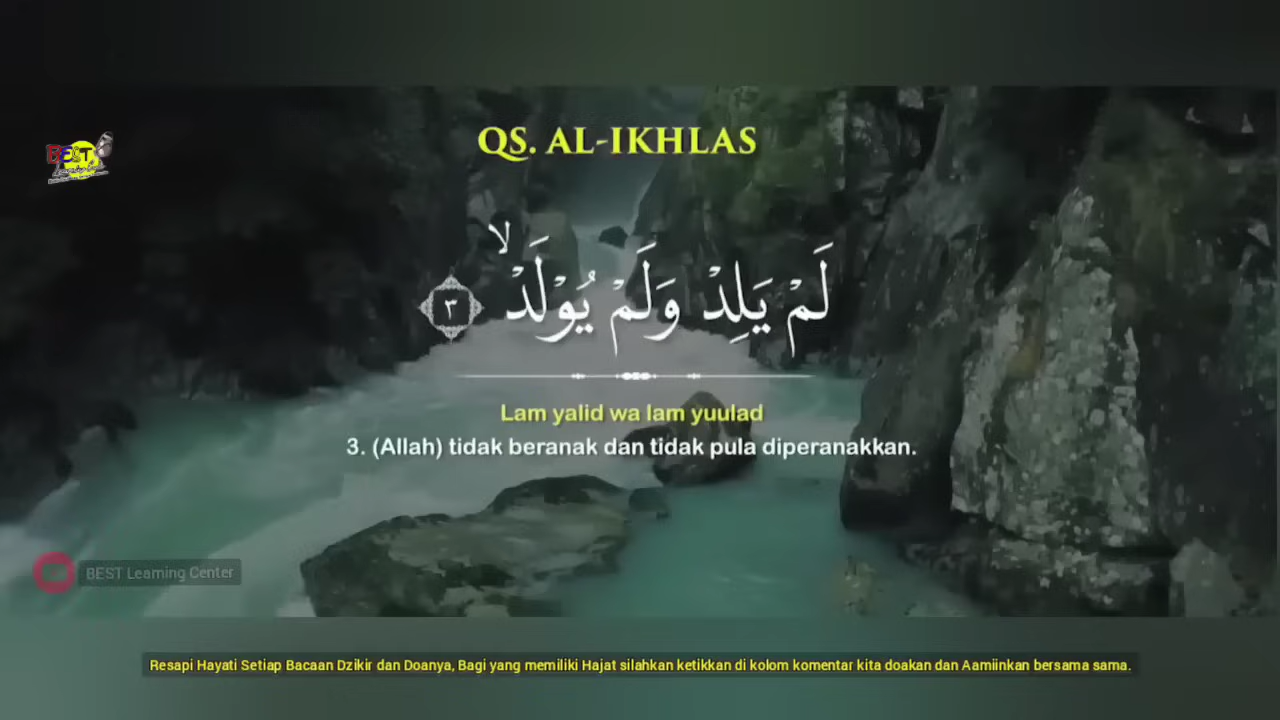 BEST
QS. AL-IKHLAS
لَمْ يَلِدْ وَلَمْ يُوْلَدْۙ ٣
Lam yalid wa lam yuulad
3. (Allah) tidak beranak dan tidak pula diperanakkan.
BEST Learning Center
Resapi Hayati Setiap Bacaan Dzikir dan Doanya, Bagi yang memiliki Hajat silahkan ketikkan di kolom komentar kita doakan dan Aamiinkan bersama sama.